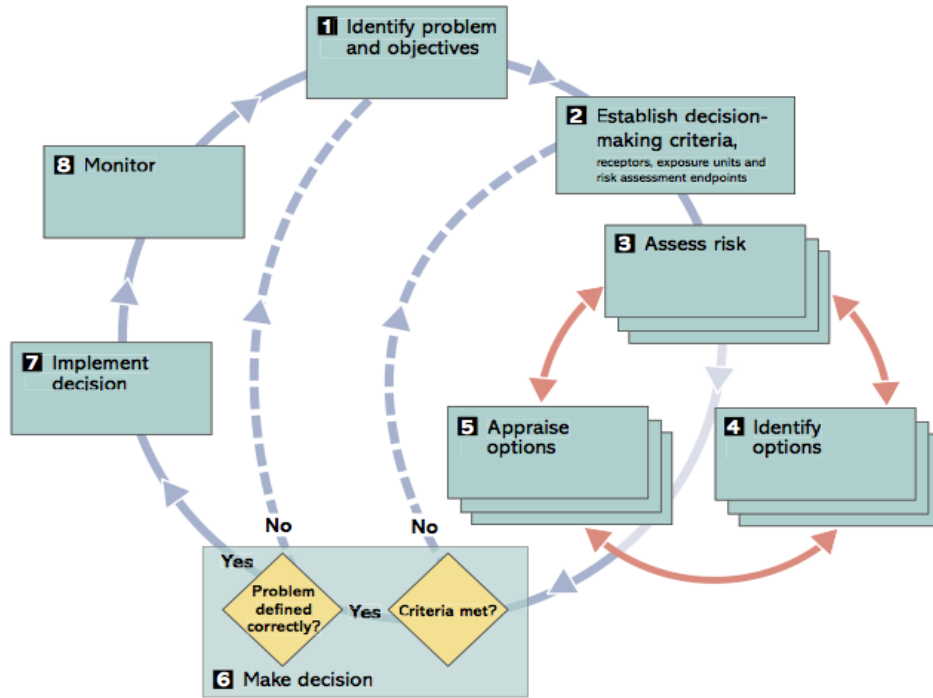 1 Identify problem
and objectives
2 Establish decision-
making criteria,
receptors, exposure units and
risk assessment endpoints
3 Assess risk
4 Identify
options
5 Appraise
options
No
No
Yes
Problem
defined
correctly?
Yes
Criteria met?
6 Make decision
7 Implement
decision
8 Monitor